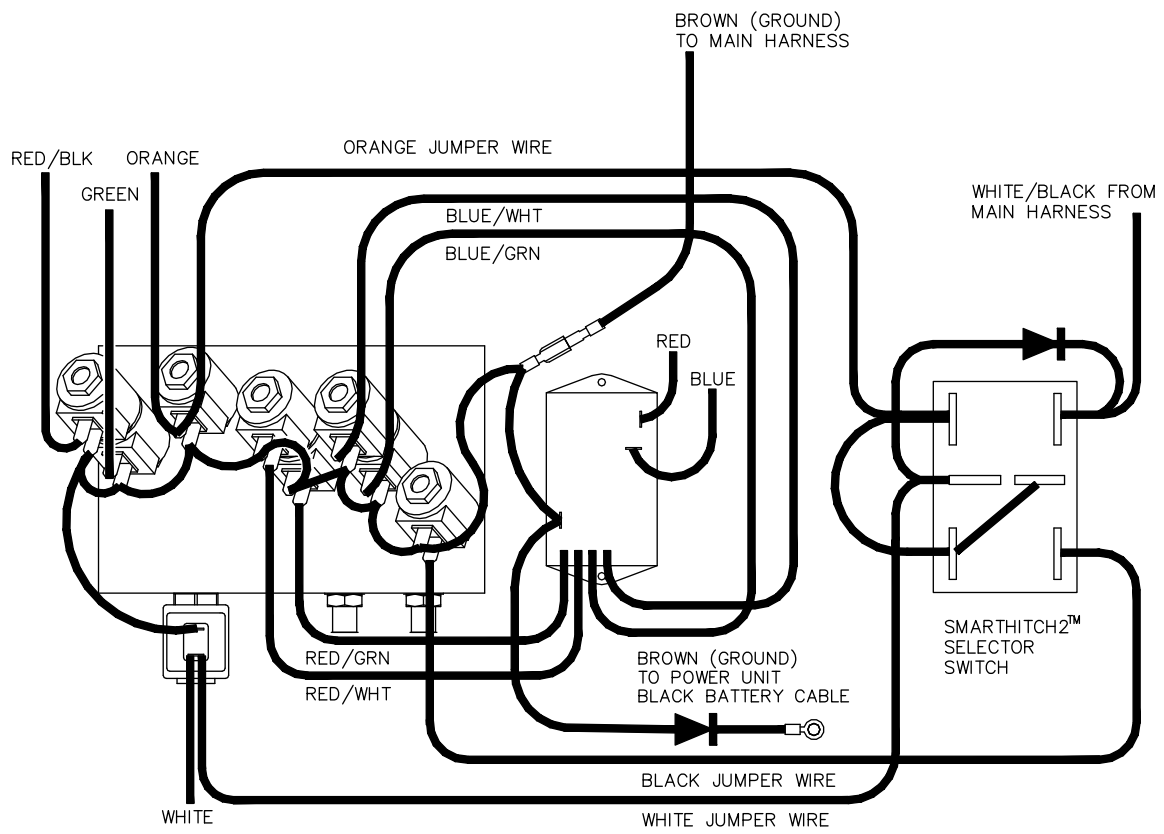 BROWN (GROUND)
TO MAIN HARNESS
ORANGE JUMPER WIRE
RED/BLK
ORANGE
GREEN
WHITE/BLACK FROM
MAIN HARNESS
BLUE/WHT
BLUE/GRN
RED
BLUE
SMARTHITCH2™
SELECTOR
SWITCH
RED/GRN
RED/WHT
BROWN (GROUND)
TO POWER UNIT
BLACK BATTERY CABLE
BLACK JUMPER WIRE
WHITE
WHITE JUMPER WIRE